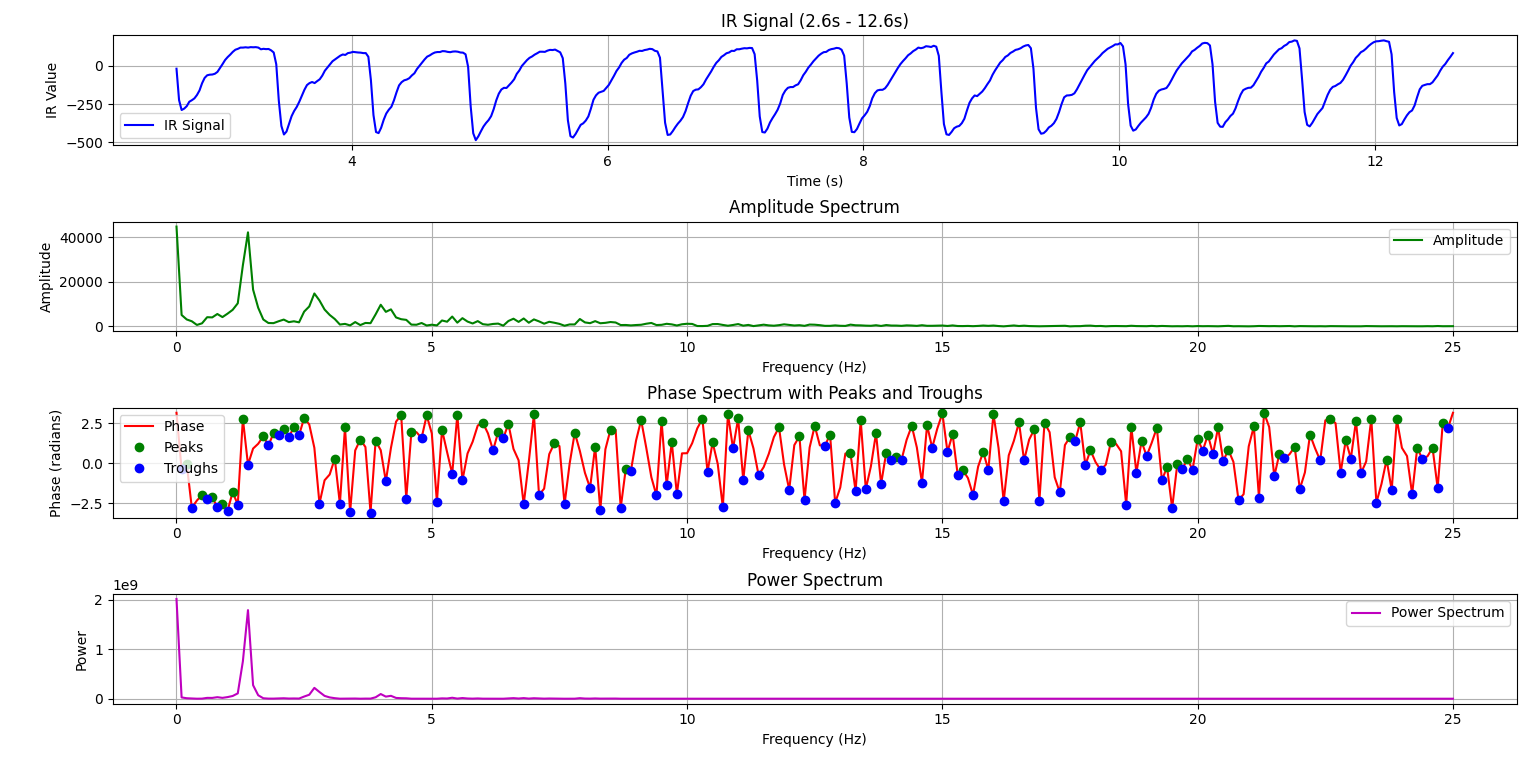 IR Signal (2.6s - 12.6s)
IR Value
0
−250
−500
IR Signal
4 6 8 10 12
Time (s)
Amplitude Spectrum
Amplitude
40000
20000
0
Amplitude
0 5 10 15 20 25
Frequency (Hz)
Phase Spectrum with Peaks and Troughs
Phase (radians)
2.5
0.0
−2.5
Phase
Peaks
Troughs
0 5 10 15 20 25
Frequency (Hz)
Power Spectrum
1e9
Power
2
1
0
Power Spectrum
0 5 10 15 20 25
Frequency (Hz)